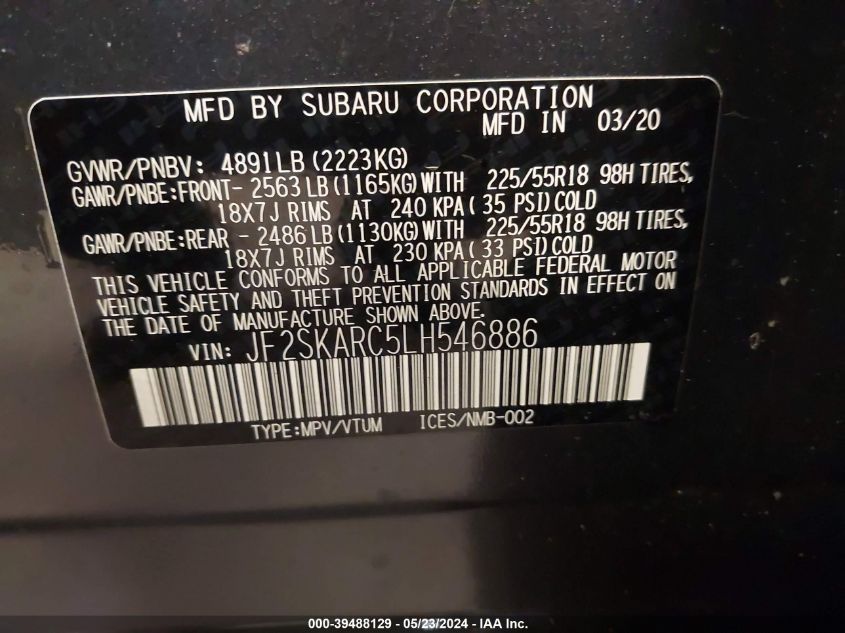 MFD BY SUBARU CORPORATION
MFD IN 03/20
GVWR/PNBV: 4891LB (2223KG)
GAWR/PNBE:FRONT- 2563 LB (1165KG) WITH 225/55R18 98H TIRES,
18X7J RIMS AT 240 KPA ( 35 PSI) COLD
GAWR/PNBE:REAR - 2486 LB (1130KG) WITH 225/55R18 98H TIRES,
18X7J RIMS AT 230 KPA ( 33 PSI) COLD
THIS VEHICLE CONFORMS TO ALL APPLICABLE FEDERAL MOTOR
VEHICLE SAFETY AND THEFT PREVENTION STANDARDS IN EFFECT ON
THE DATE OF MANUFACTURE SHOWN ABOVE.
VIN: JF2SKARC5LH546886
TYPE:MPV/VTUM ICES/NMB-002
000-39488129 - 05/23/2024 - IAA Inc.